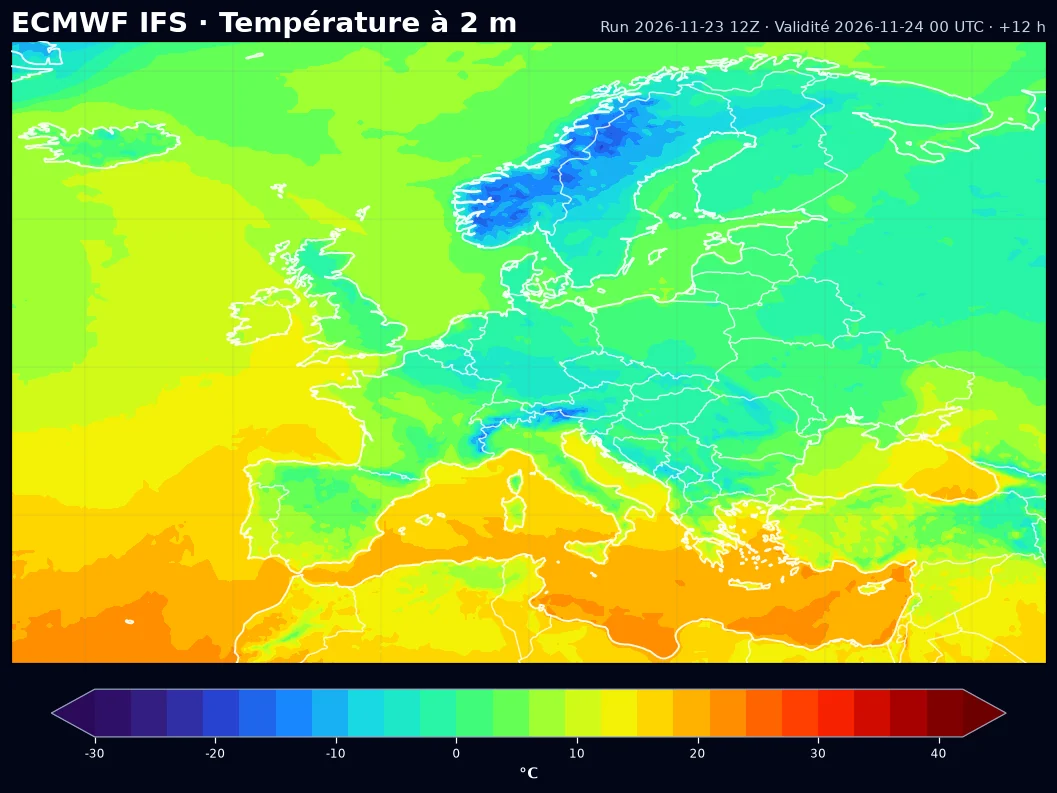 ECMWF IFS · Température à 2 m
Run 2026-11-23 12Z · Validité 2026-11-24 00 UTC · +12 h
-30 -20 -10 0 10 20 30 40
°C